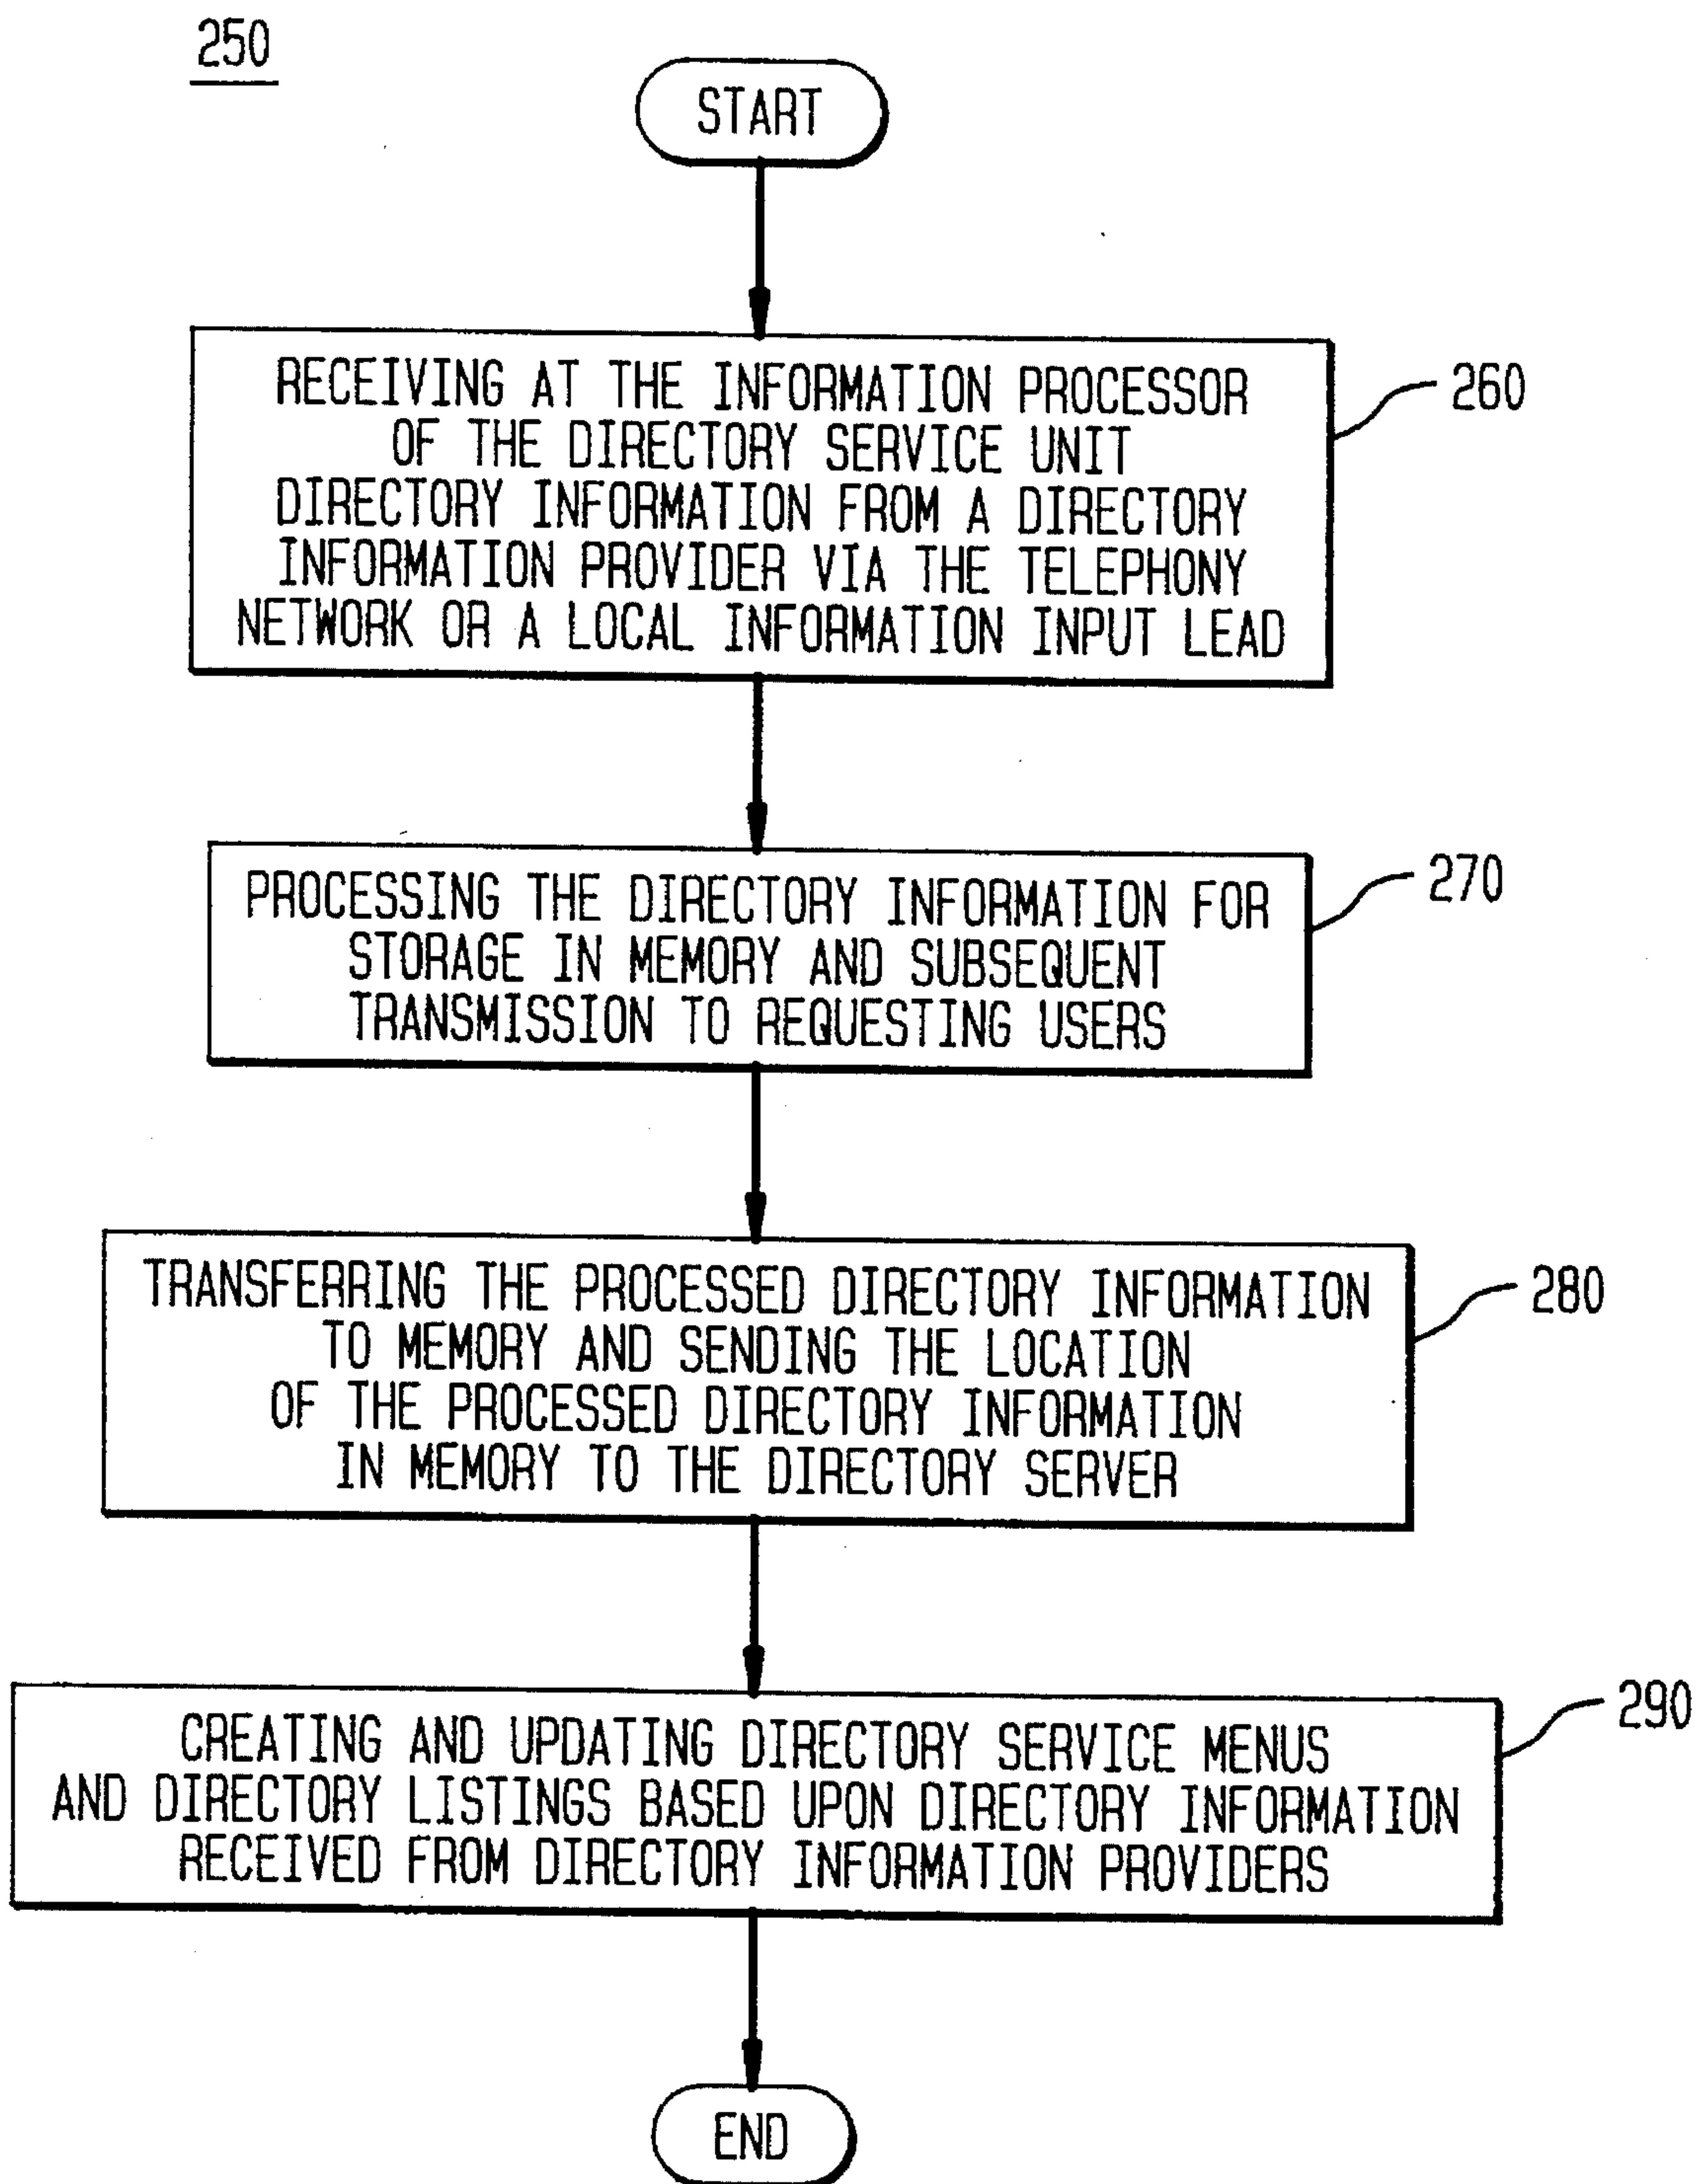 250
START
RECEIVING AT THE INFORMATION PROCESSOR
OF THE DIRECTORY SERVICE UNIT
DIRECTORY INFORMATION FROM A DIRECTORY
INFORMATION PROVIDER VIA THE TELEPHONY
NETWORK OR A LOCAL INFORMATION INPUT LEAD
260
PROCESSING THE DIRECTORY INFORMATION FOR
STORAGE IN MEMORY AND SUBSEQUENT
TRANSMISSION TO REQUESTING USERS
270
TRANSFERRING THE PROCESSED DIRECTORY INFORMATION
TO MEMORY AND SENDING THE LOCATION
OF THE PROCESSED DIRECTORY INFORMATION
IN MEMORY TO THE DIRECTORY SERVER
280
CREATING AND UPDATING DIRECTORY SERVICE MENUS
AND DIRECTORY LISTINGS BASED UPON DIRECTORY INFORMATION
RECEIVED FROM DIRECTORY INFORMATION PROVIDERS
290
END